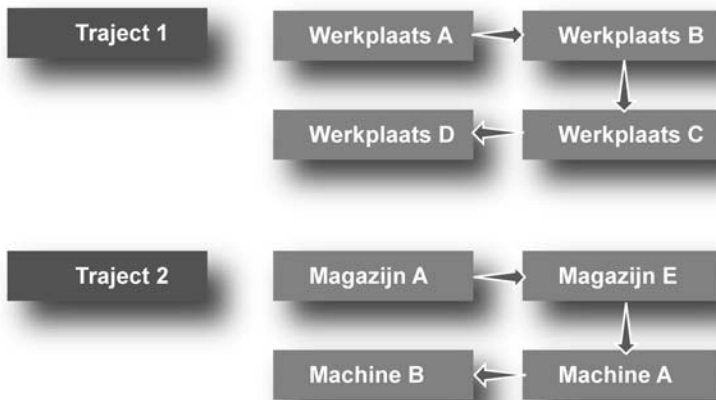 Traject 1
Werkplaats A
Werkplaats B
Werkplaats D
Werkplaats C
Traject 2
Magazijn A
Magazijn E
Machine B
Machine A